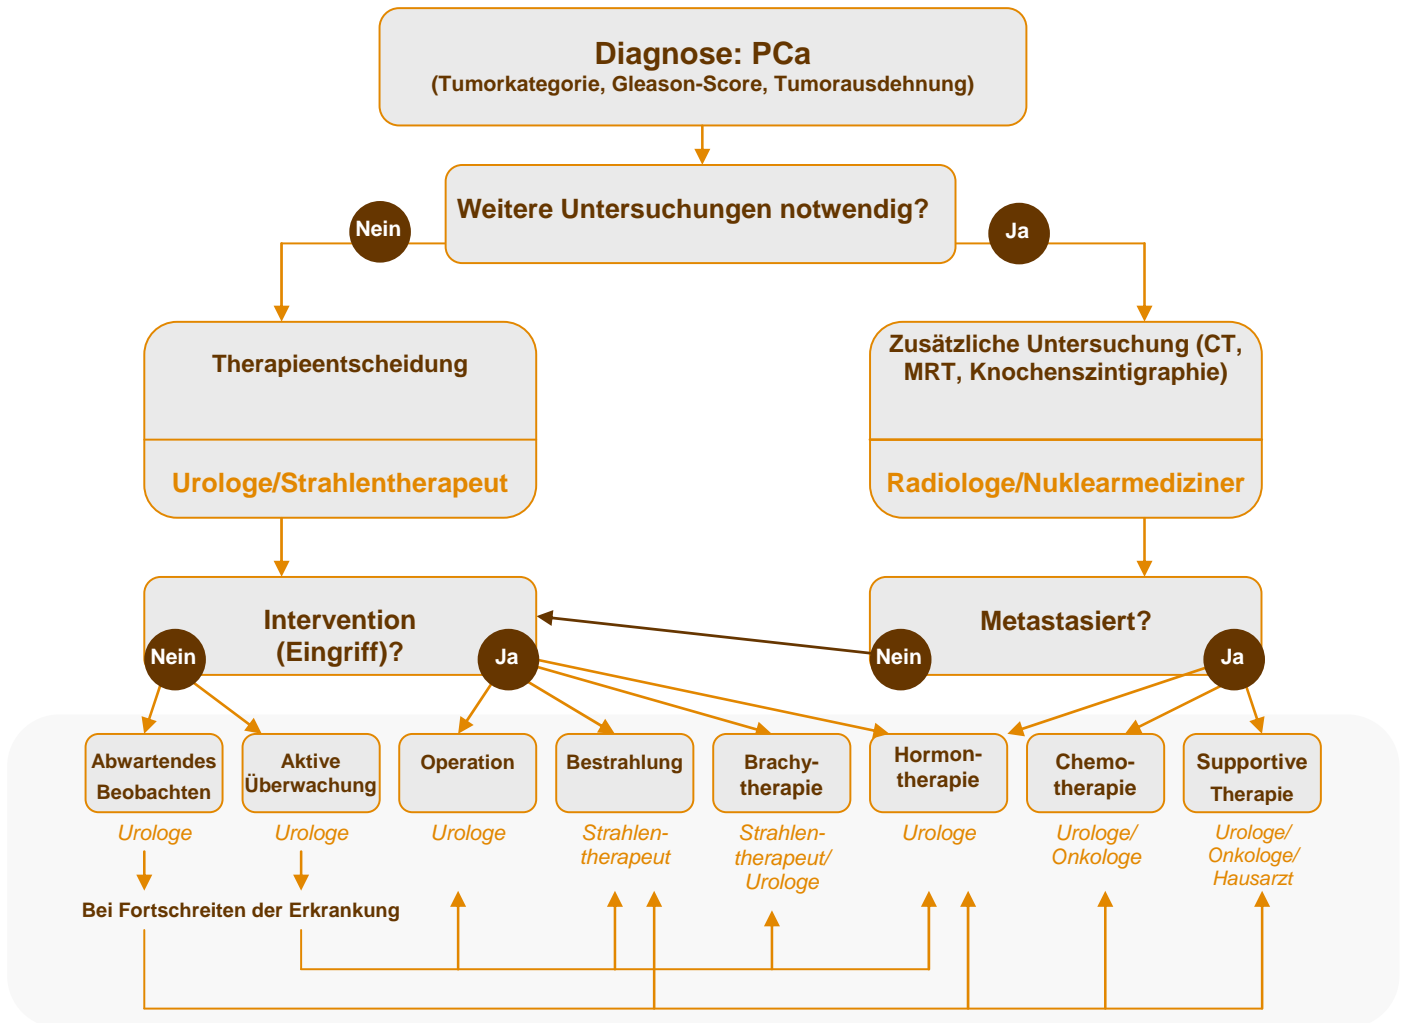 Diagnose: PCa
(Tumorkategorie, Gleason-Score, Tumorausdehnung)
Weitere Untersuchungen notwendig?
Nein
Ja
Therapieentscheidung
Urologe/Strahlentherapeut
Zusätzliche Untersuchung (CT,
MRT, Knochenszintigraphie)
Radiologe/Nuklearmediziner
Intervention
(Eingriff)?
Nein
Ja
Metastasiert?
Nein
Ja
Abwartendes
Beobachten
Urologe
Aktive
Überwachung
Urologe
Operation
Urologe
Bestrahlung
Strahlen-
therapeut
Brachy-
therapie
Strahlen-
therapeut/
Urologe
Hormon-
therapie
Urologe
Chemo-
therapie
Urologe/
Onkologe
Supportive
Therapie
Urologe/
Onkologe/
Hausarzt
Bei Fortschreiten der Erkrankung